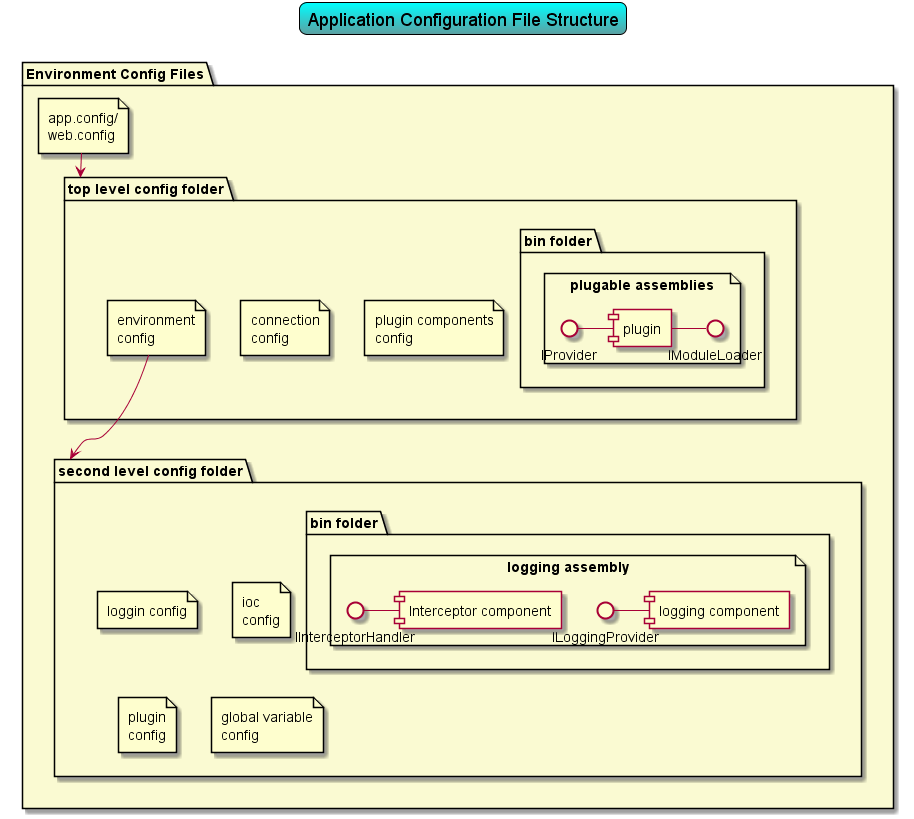 Application Configuration File Structure
Environment Config Files
app.config/
web.config
top level config folder
bin folder
plugable assemblies
plugin
IProvider
IModuleLoader
environment
config
connection
config
plugin components
config
second level config folder
bin folder
logging assembly
Interceptor component
logging component
IInterceptorHandler
ILoggingProvider
loggin config
ioc
config
plugin
config
global variable
config